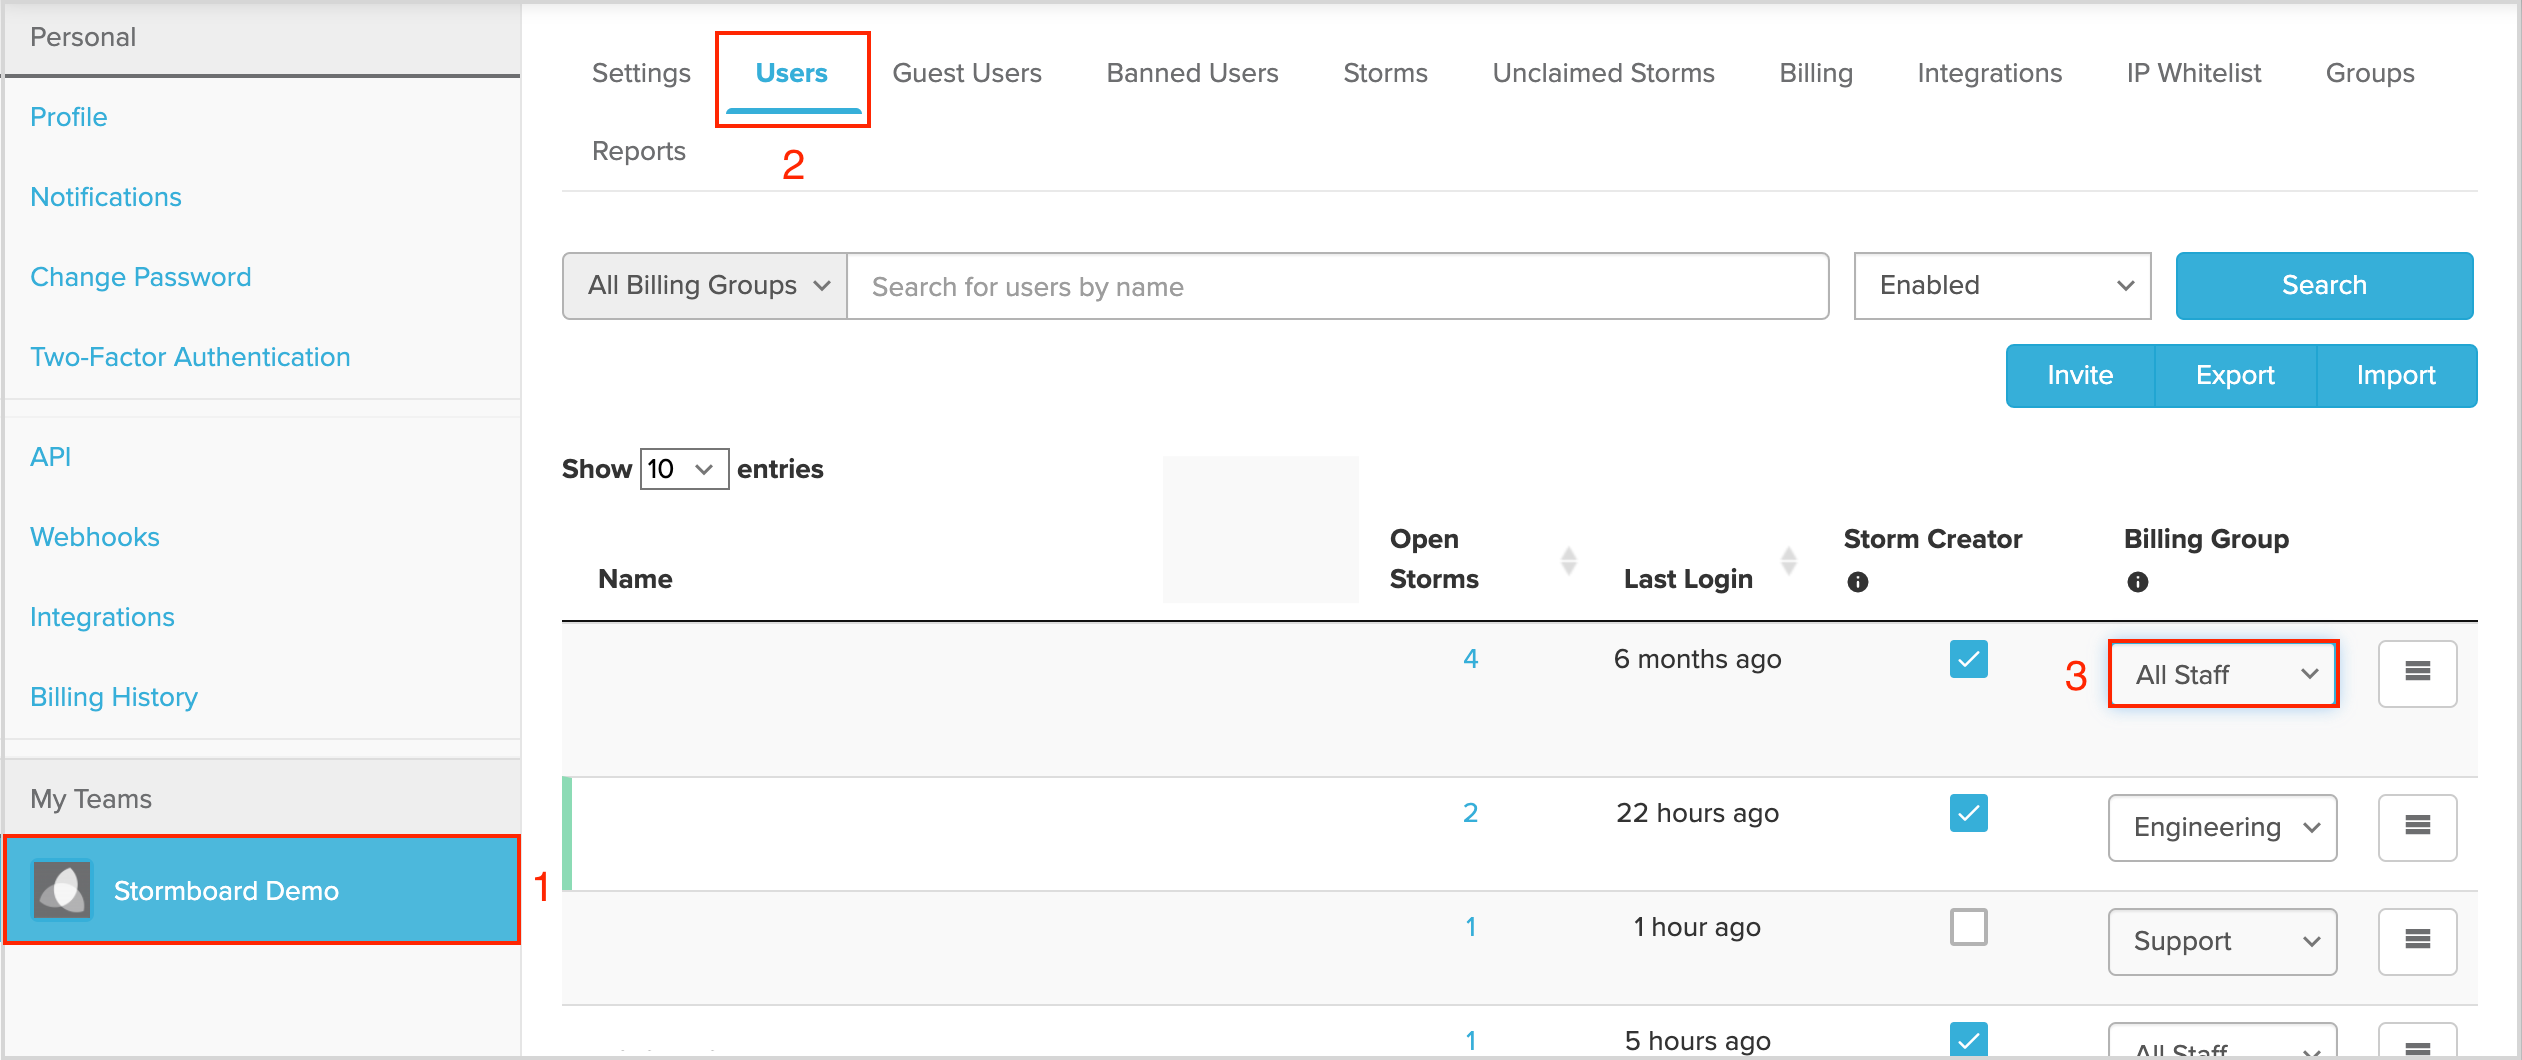 Personal
Profile
Notifications
Change Password
Two-Factor Authentication
API
Webhooks
Integrations
Billing History
My Teams
Stormboard Demo
1
Settings Users Guest Users Banned Users Storms Unclaimed Storms Billing Integrations IP Whitelist Groups
Reports
2
All Billing Groups Search for users by name Enabled Search
Invite Export Import
Show 10 entries
Name Open Storms Last Login Storm Creator Billing Group
4 6 months ago 3 All Staff
2 22 hours ago Engineering
1 1 hour ago Support
1 5 hours ago All Staff